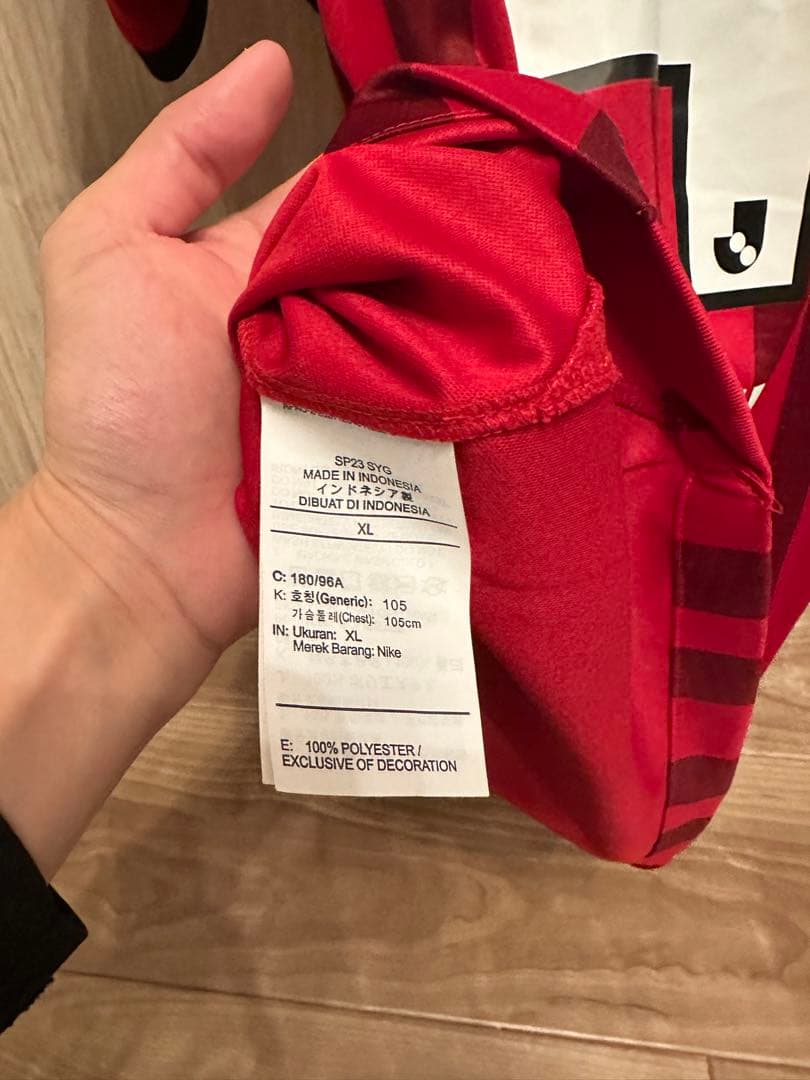 SP23 SYG
MADE IN INDONESIA
インドネシア製
DIBUAT DI INDONESIA
XL
C: 180/96A
K: 호칭(Generic): 105
가슴둘레(Chest): 105cm
IN: Ukuran: XL
Merek Barang: Nike
E: 100% POLYESTER /
EXCLUSIVE OF DECORATION